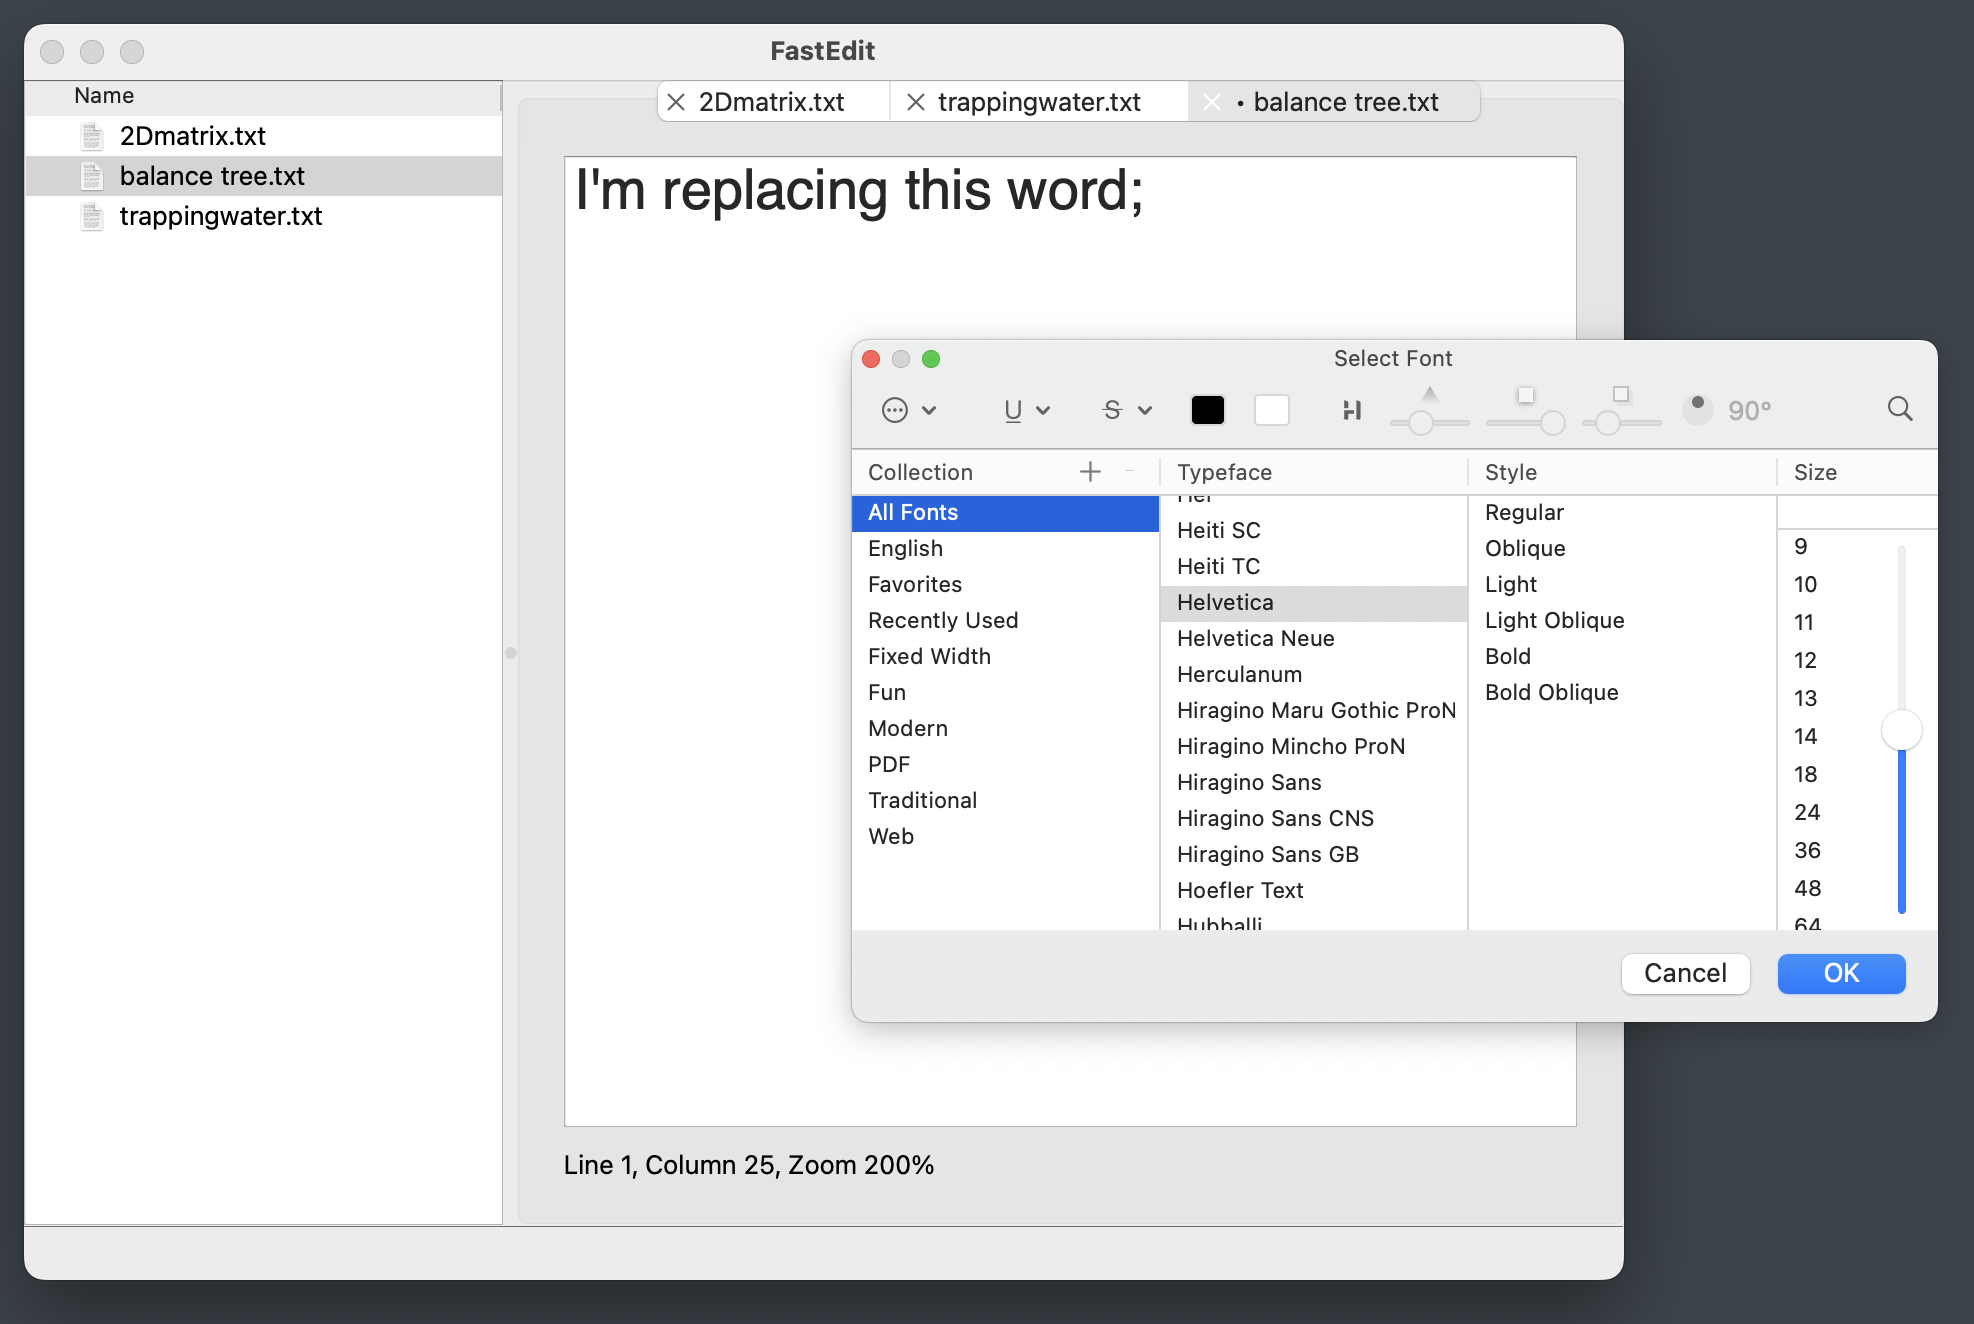 FastEdit
Name
2Dmatrix.txt
balance tree.txt
trappingwater.txt
2Dmatrix.txt
trappingwater.txt
• balance tree.txt
I'm replacing this word;
Line 1, Column 25, Zoom 200%
Select Font
U
S
90°
Collection
Typeface
Style
Size
All Fonts
English
Favorites
Recently Used
Fixed Width
Fun
Modern
PDF
Traditional
Web
Heiti SC
Heiti TC
Helvetica
Helvetica Neue
Herculanum
Hiragino Maru Gothic ProN
Hiragino Mincho ProN
Hiragino Sans
Hiragino Sans CNS
Hiragino Sans GB
Hoefler Text
Hubballi
Regular
Oblique
Light
Light Oblique
Bold
Bold Oblique
9
10
11
12
13
14
18
24
36
48
64
Cancel
OK